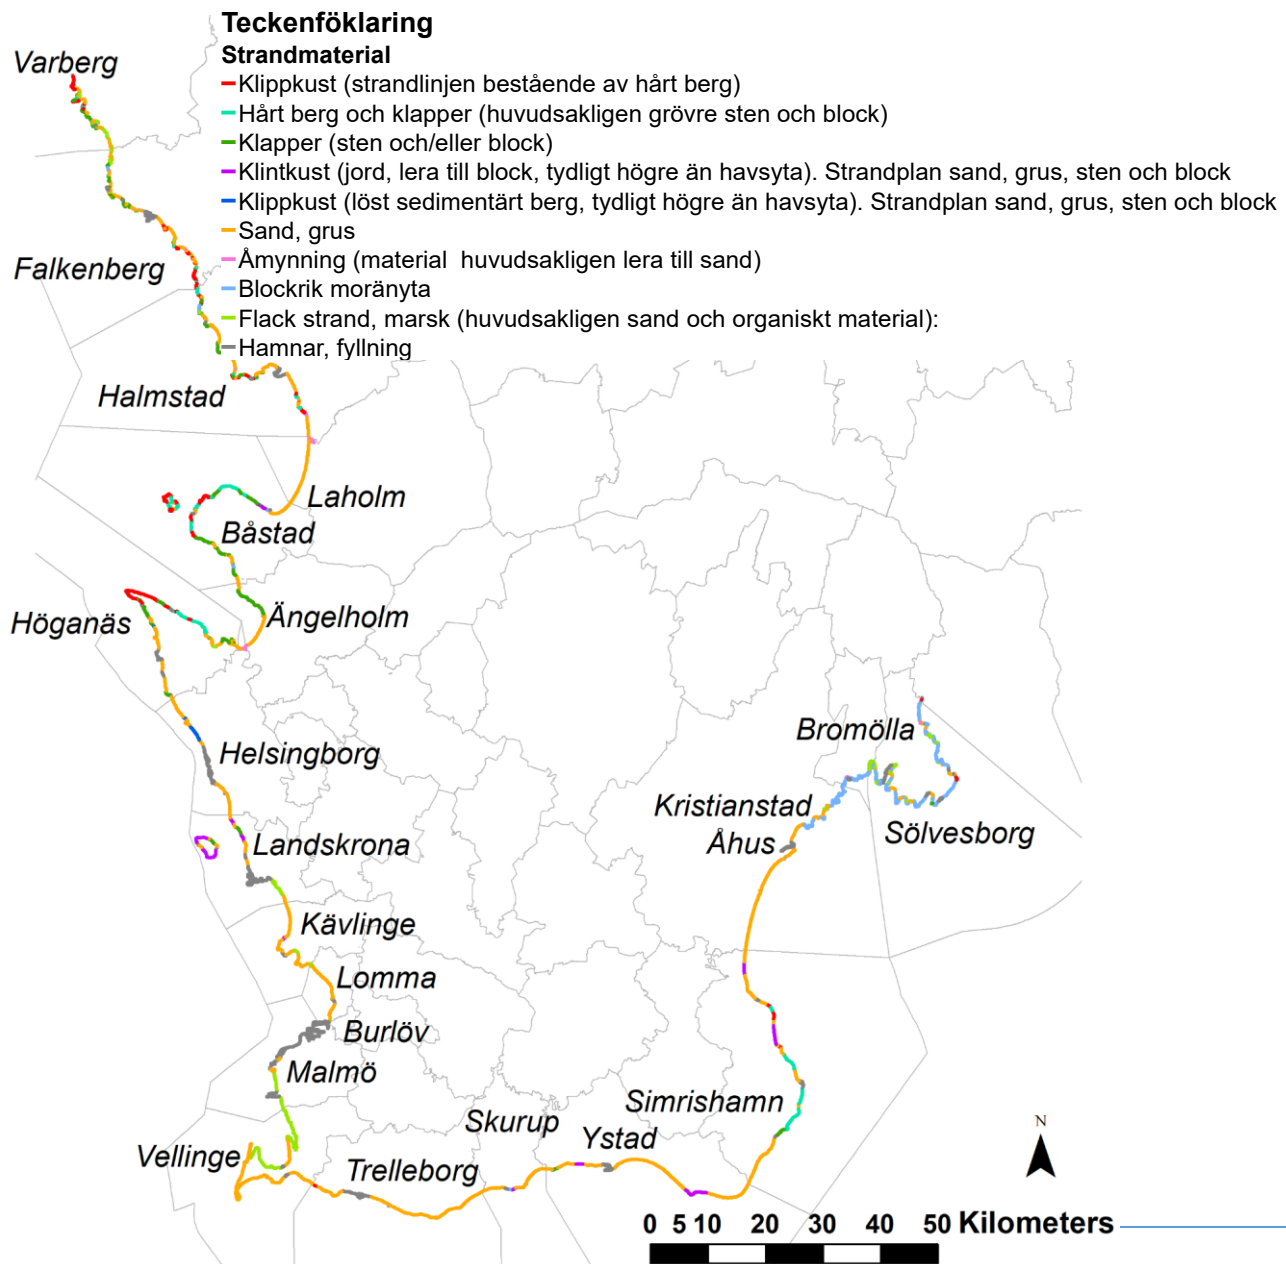 Teckenföklaring
Strandmaterial
Klippkust (strandlinjen bestående av hårt berg)
Hårt berg och klapper (huvudsakligen grövre sten och block)
Klapper (sten och/eller block)
Klintkust (jord, lera till block, tydligt högre än havsyta). Strandplan sand, grus, sten och block
Klippkust (löst sedimentärt berg, tydligt högre än havsyta). Strandplan sand, grus, sten och block
Sand, grus
Åmynning (material  huvudsakligen lera till sand)
Blockrik moränyta
Flack strand, marsk (huvudsakligen sand och organiskt material):
Hamnar, fyllning
Varberg
Falkenberg
Halmstad
Laholm
Båstad
Ängelholm
Höganäs
Helsingborg
Landskrona
Kävlinge
Lomma
Burlöv
Malmö
Vellinge
Trelleborg
Skurup
Ystad
Simrishamn
Åhus
Kristianstad
Bromölla
Sölvesborg
N
0 5 10 20 30 40 50 Kilometers